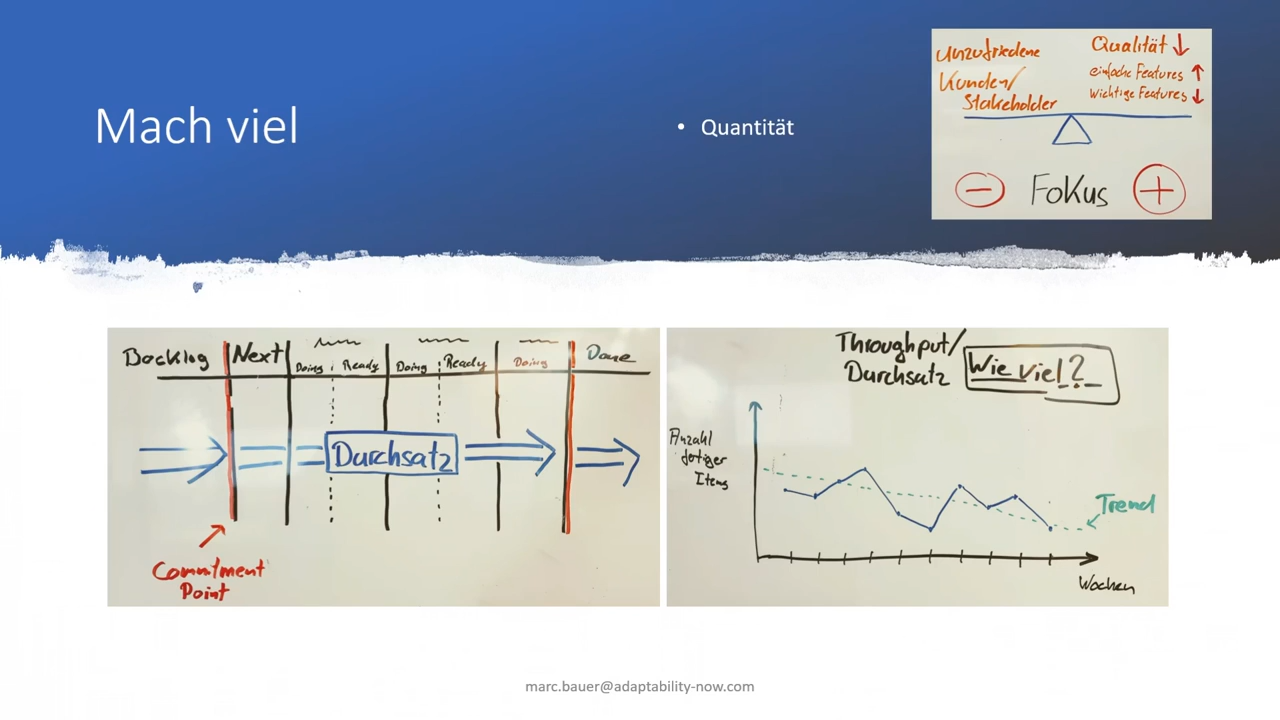 Mach viel
• Quantität
Unzufriedene
Kunden/
Stakeholder
Qualität ↓
einfache Features ↑
wichtige Features ↓
− Fokus +
Backlog Next Doing Ready Doing Ready Doing Done
Durchsatz
Commitment
Point
Throughput/
Durchsatz
Wie viel?
Anzahl
fertiger
Items
Trend
Wochen
marc.bauer@adaptability-now.com